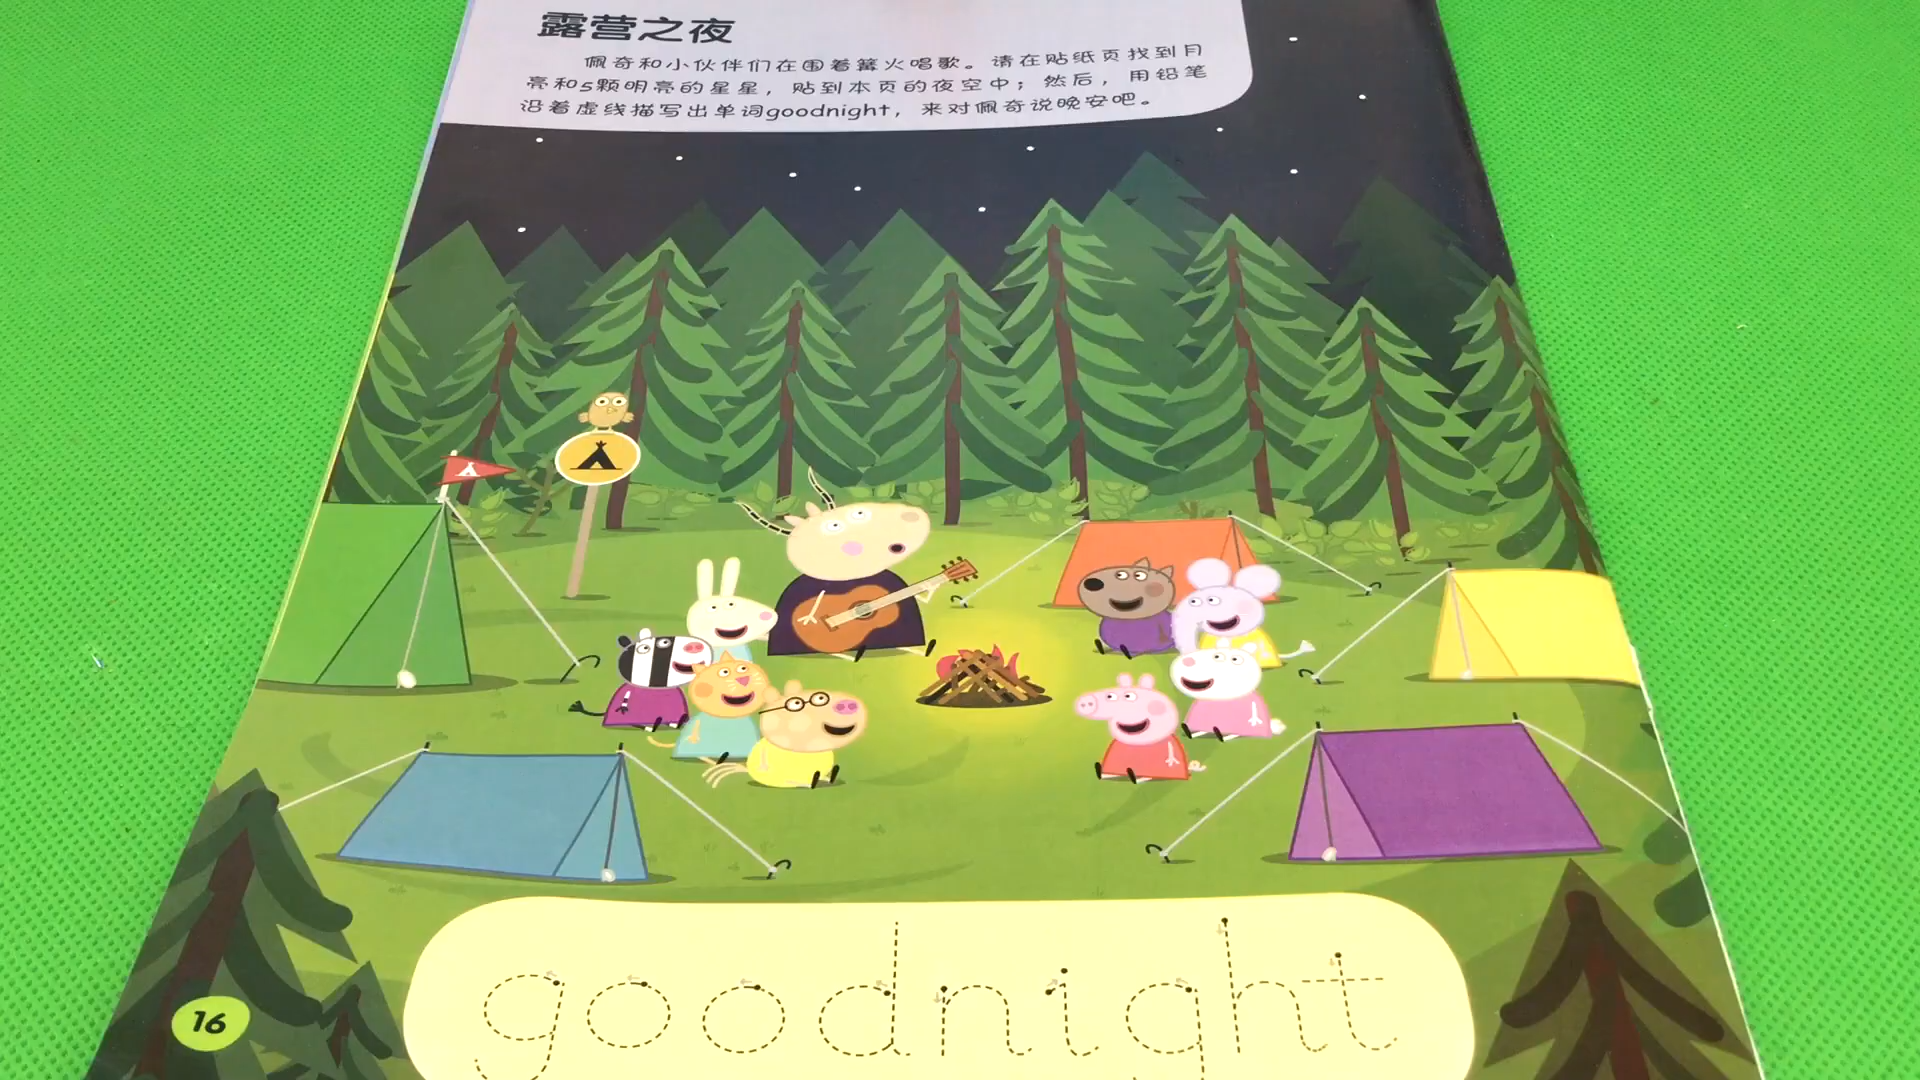 露营之夜
佩奇和小伙伴们在围着篝火唱歌。请在贴纸页找到月
亮和5颗明亮的星星，贴到本页的夜空中；然后，用铅笔
沿着虚线描写出单词goodnight，来对佩奇说晚安吧。
goodnight
16